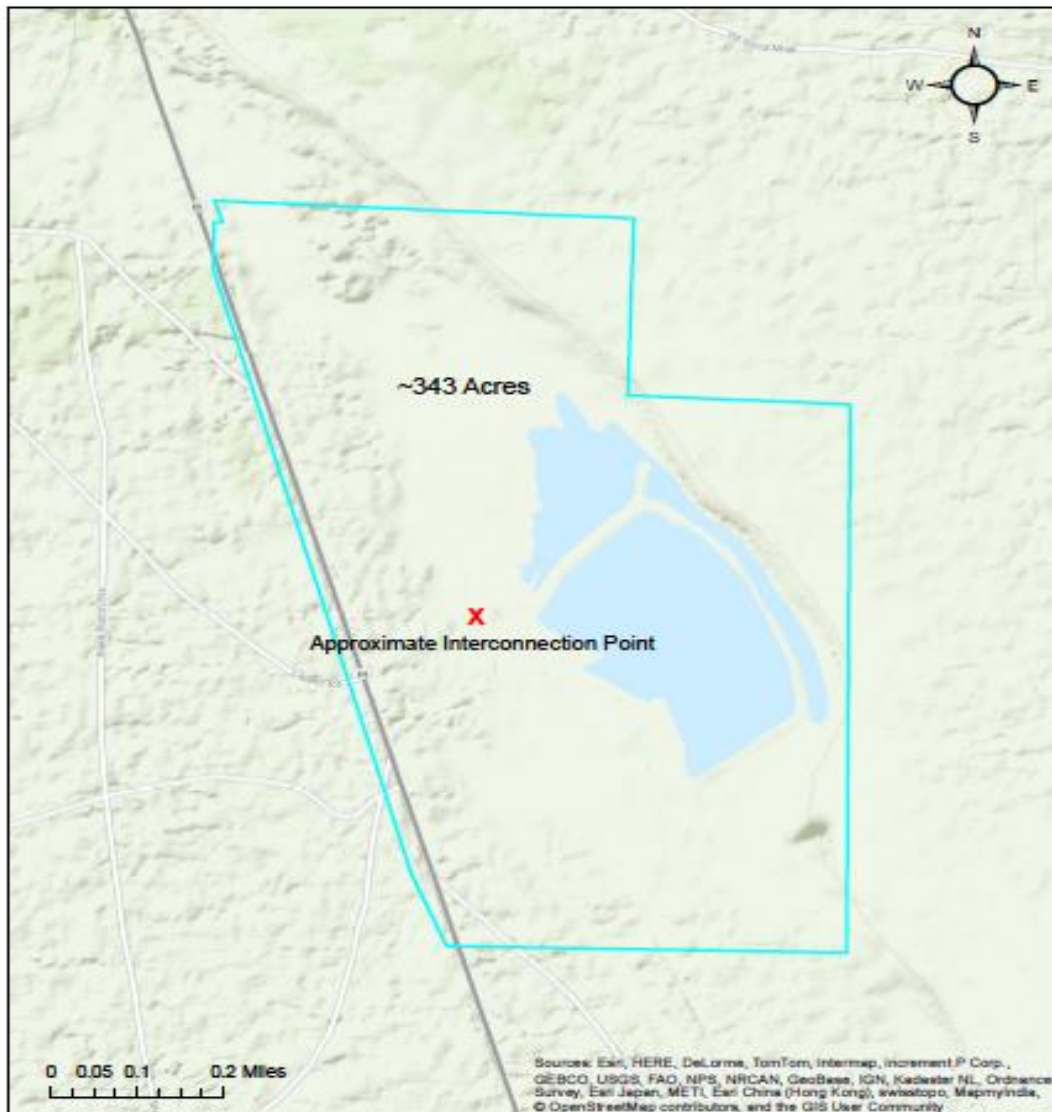 N
W E
S
~343 Acres
X
Approximate Interconnection Point
0 0.05 0.1 0.2 Miles
Sources: Esri, HERE, DeLorme, TomTom, Intermap, increment P Corp.,
GEBCO, USGS, FAO, NPS, NRCAN, GeoBase, IGN, Kadaster NL, Ordnance
Survey, Esri Japan, METI, Esri China (Hong Kong), swisstopo, MapmyIndia,
© OpenStreetMap contributors, and the GIS User Community